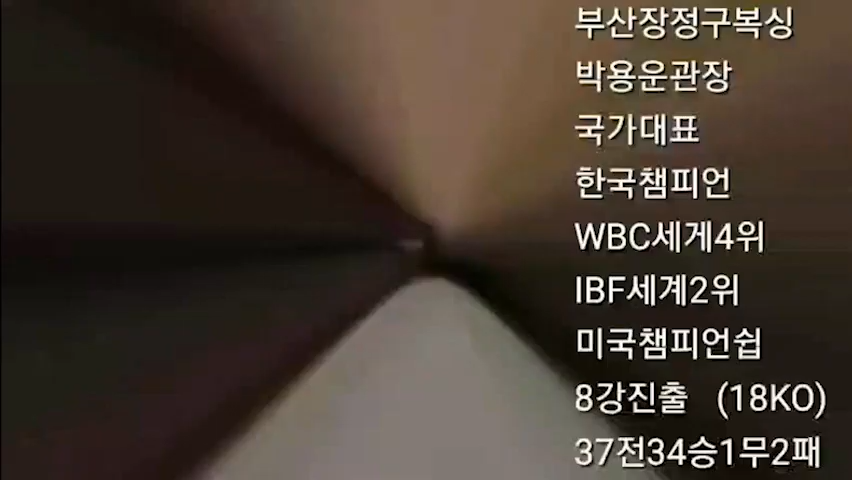 부산장정구복싱
박용운관장
국가대표
한국챔피언
WBC세게4위
IBF세계2위
미국챔피언쉽
8강진출 (18KO)
37전34승1무2패